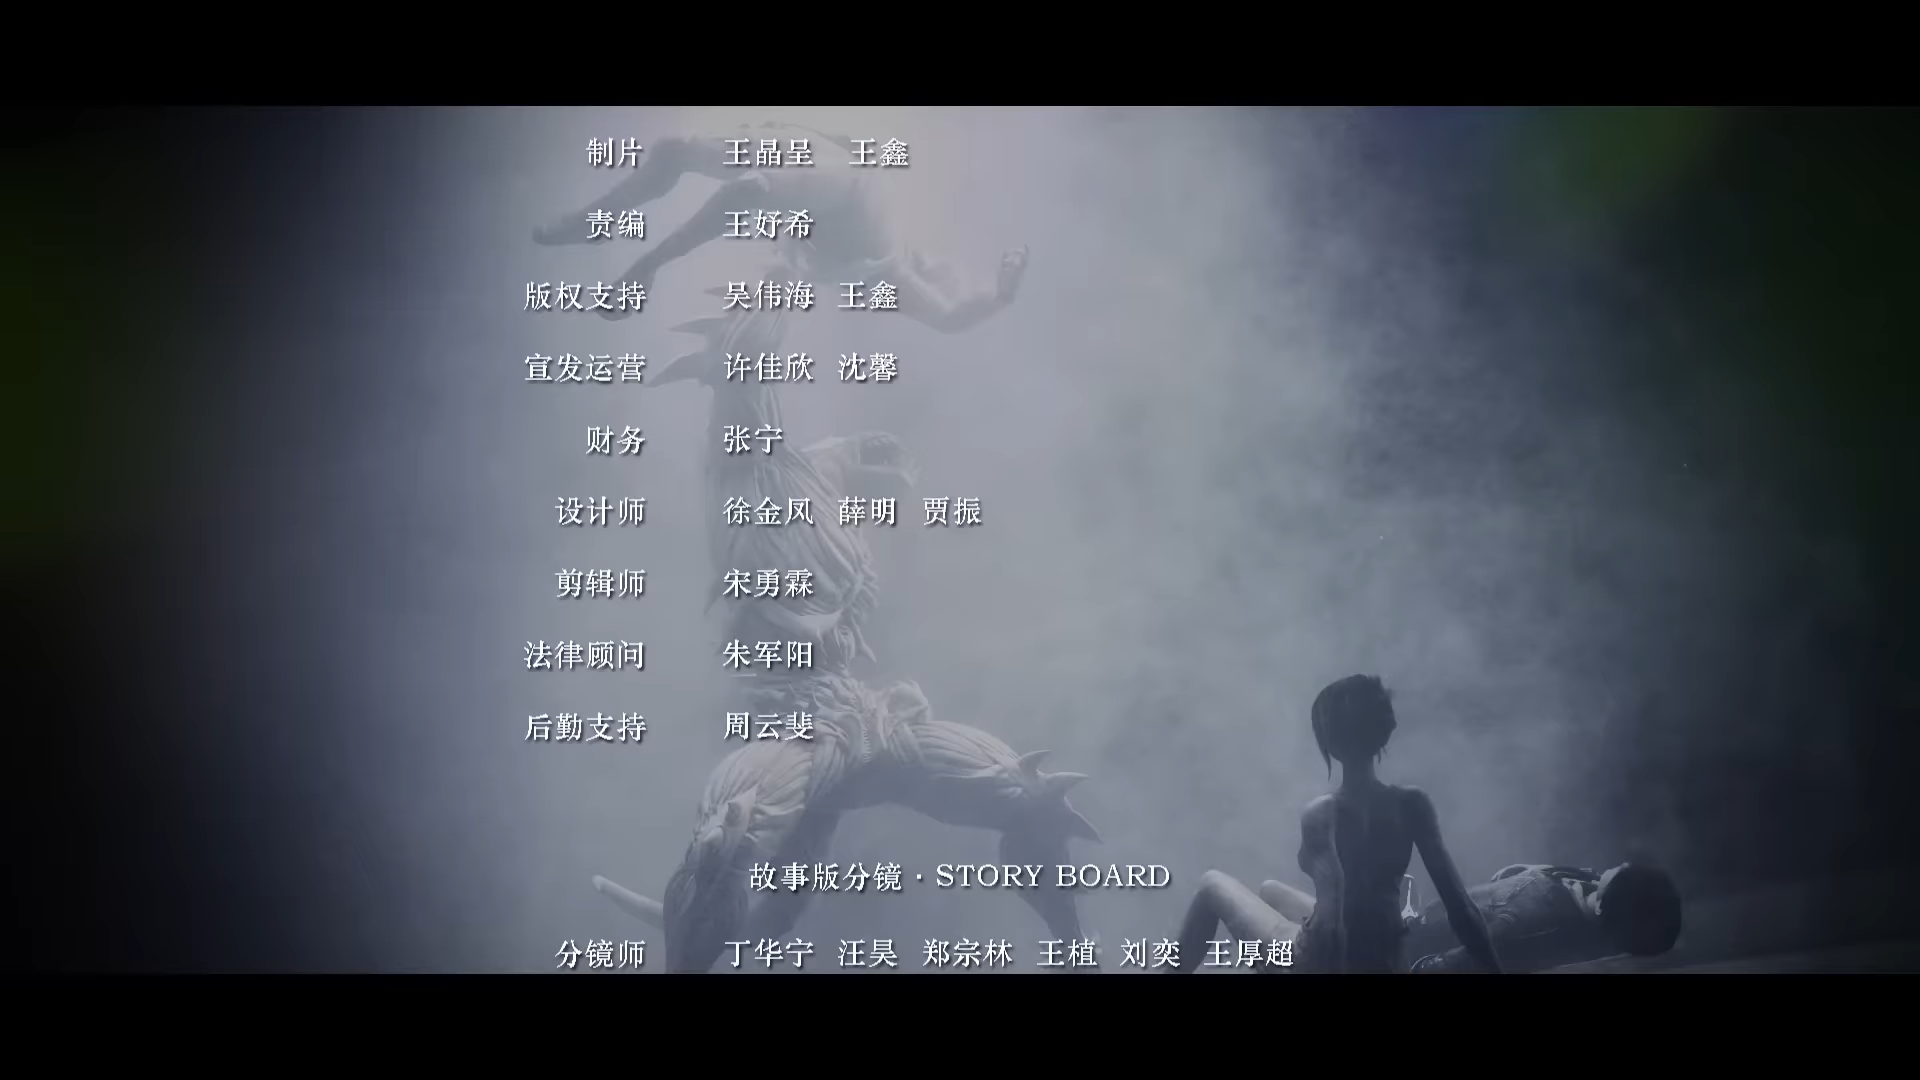 制片 王晶呈 王鑫
责编 王妤希
版权支持 吴伟海 王鑫
宣发运营 许佳欣 沈馨
财务 张宁
设计师 徐金凤 薛明 贾振
剪辑师 宋勇霖
法律顾问 朱军阳
后勤支持 周云斐
故事版分镜·STORY BOARD
分镜师 丁华宁 汪昊 郑宗林 王植 刘奕 王厚超